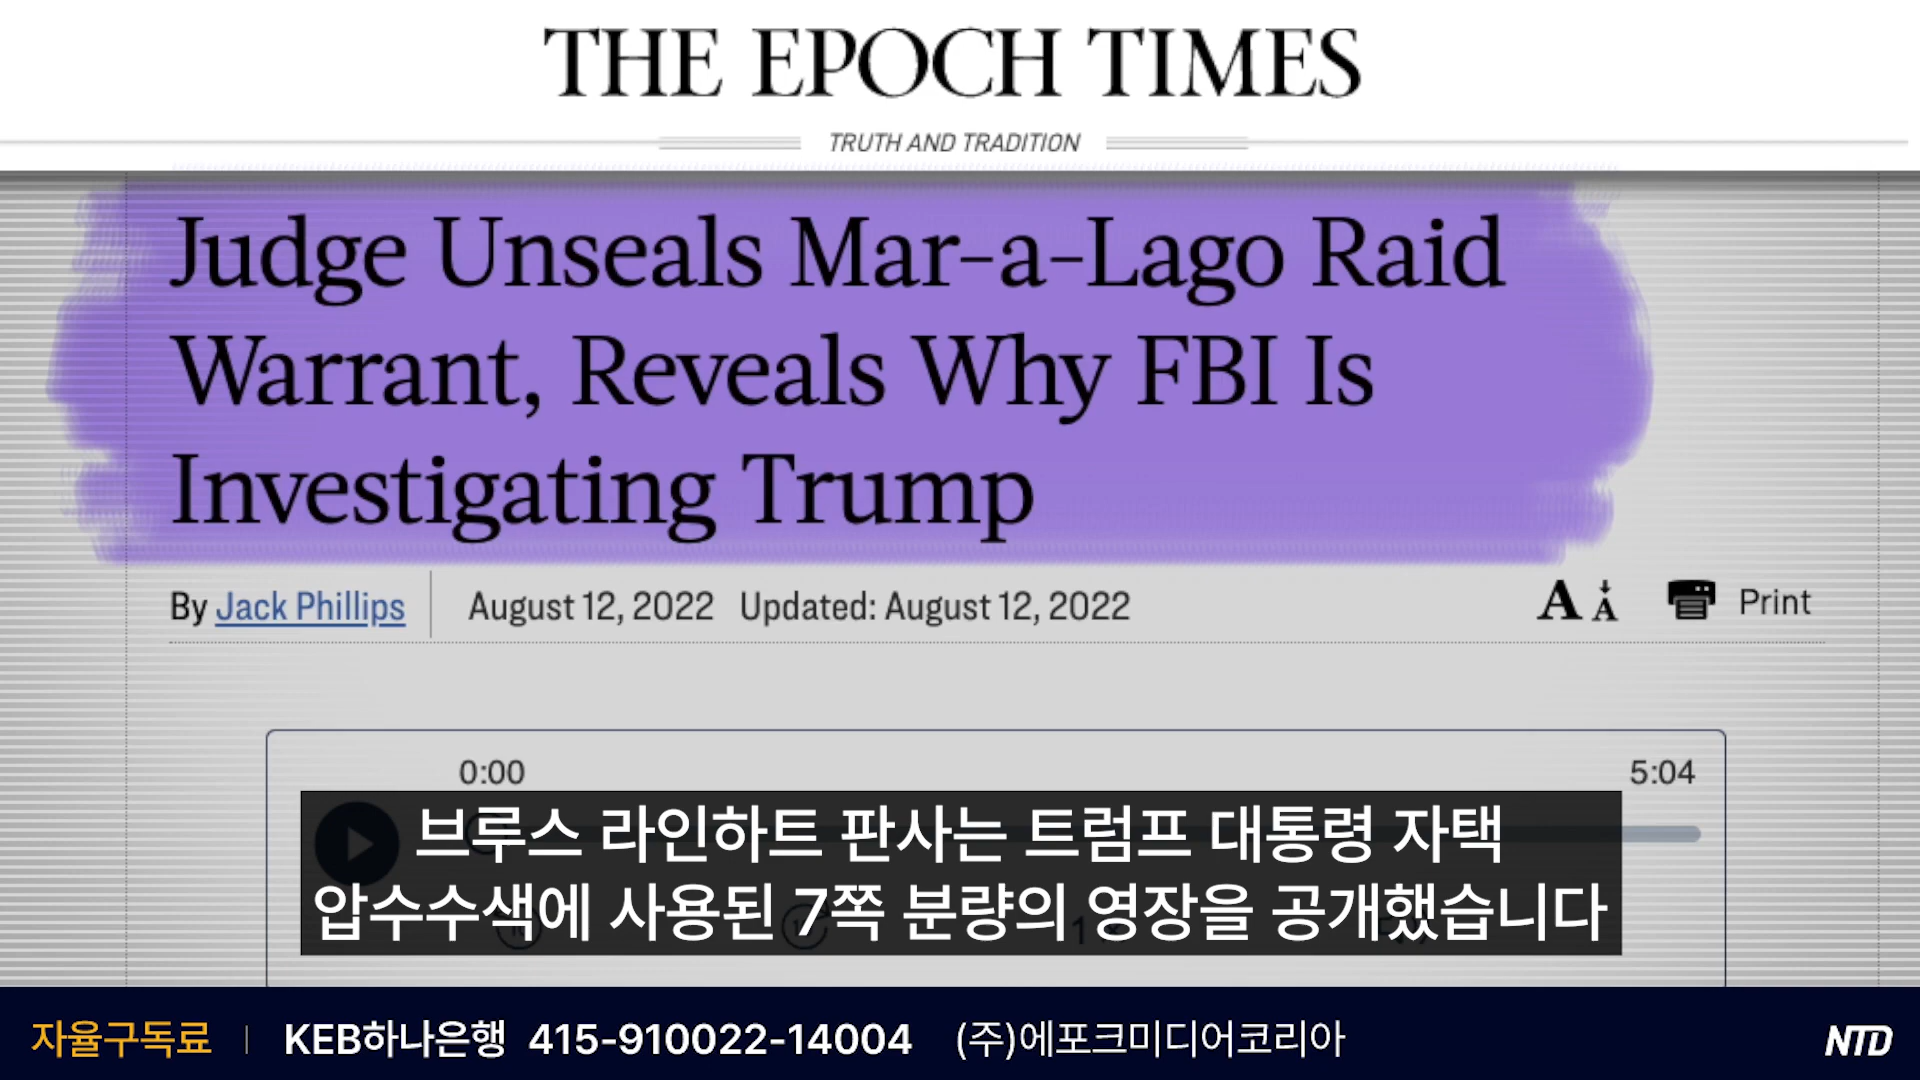 THE EPOCH TIMES
TRUTH AND TRADITION
Judge Unseals Mar-a-Lago Raid
Warrant, Reveals Why FBI Is
Investigating Trump
By Jack Phillips August 12, 2022 Updated: August 12, 2022 A A Print
0:00 5:04
브루스 라인하트 판사는 트럼프 대통령 자택
압수수색에 사용된 7쪽 분량의 영장을 공개했습니다
자율구독료 | KEB하나은행 415-910022-14004 (주)에포크미디어코리아 NTD